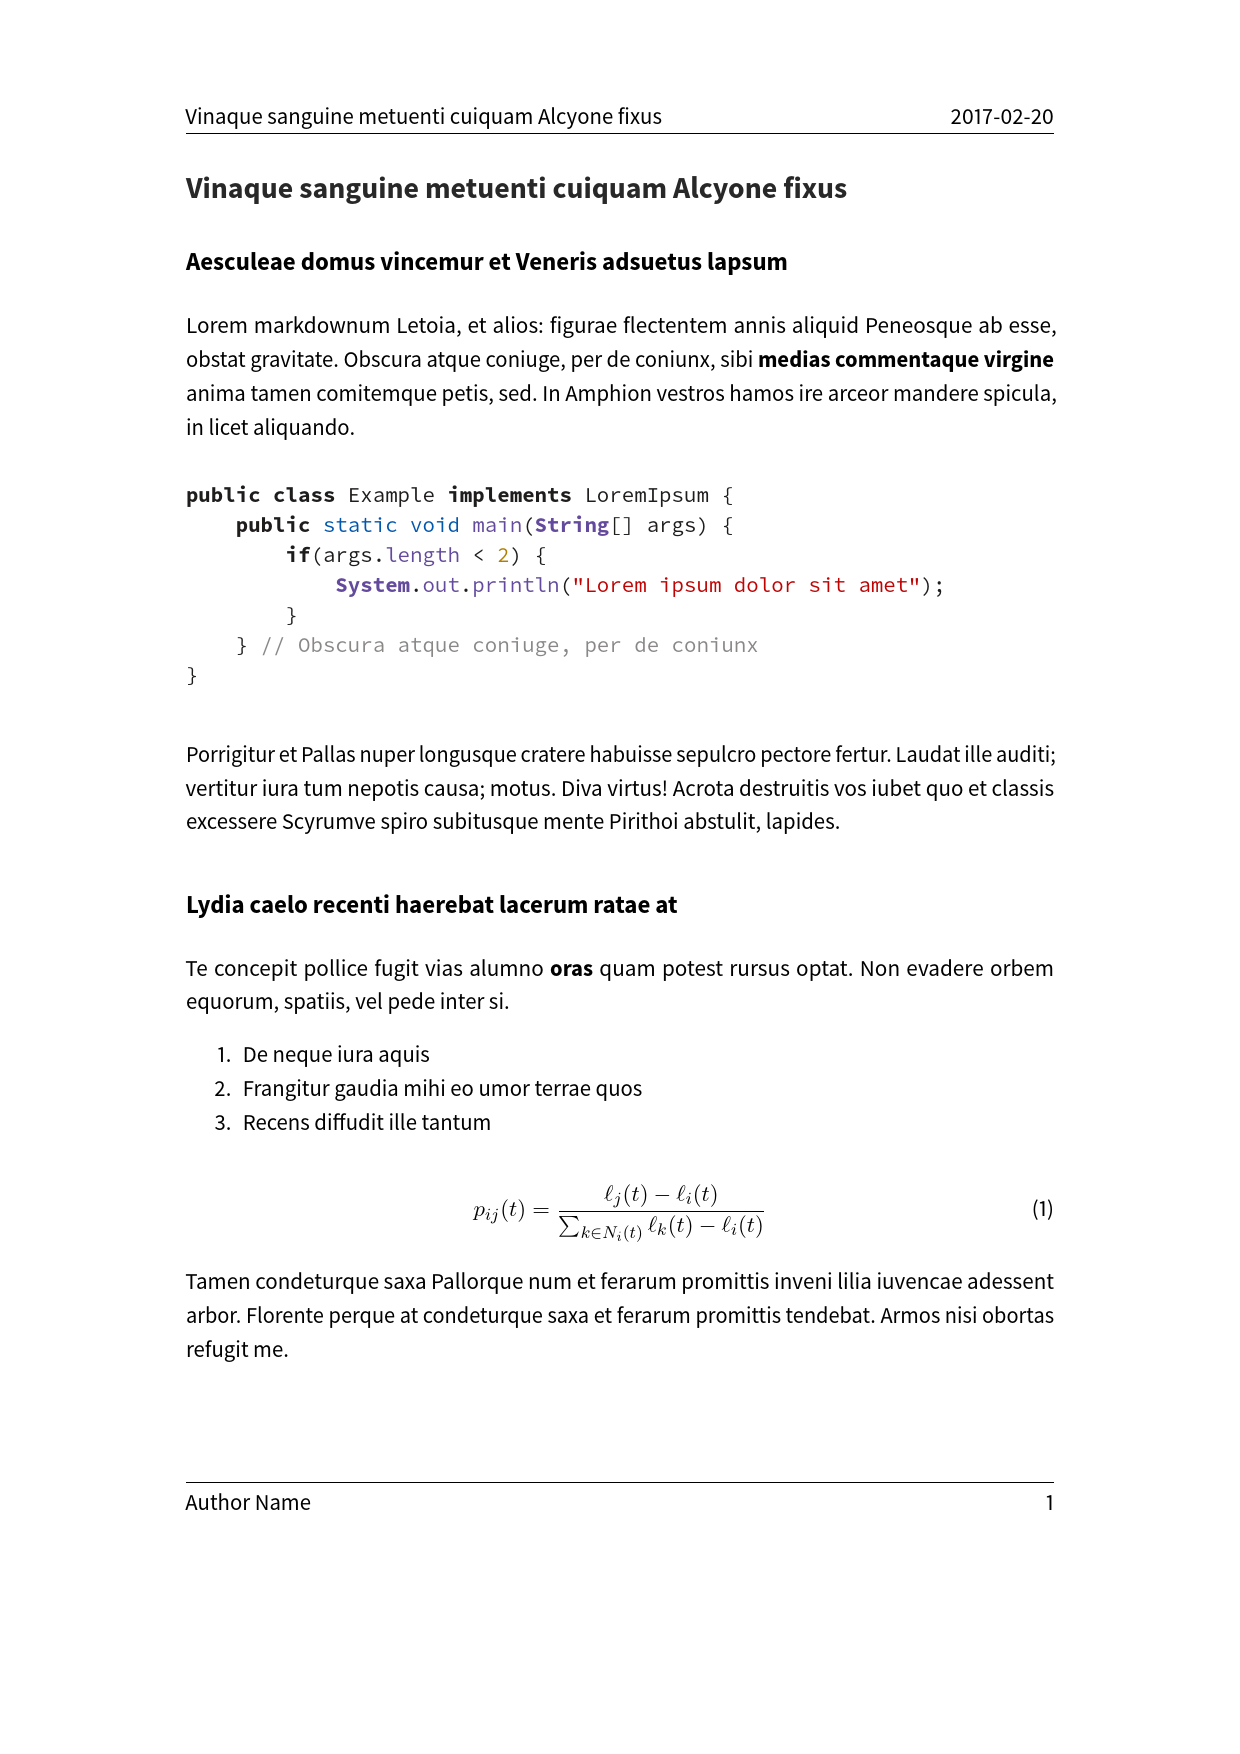 Vinaque sanguine metuenti cuiquam Alcyone fixus 2017-02-20
Vinaque sanguine metuenti cuiquam Alcyone fixus
Aesculeae domus vincemur et Veneris adsuetus lapsum
Lorem markdownum Letoia, et alios: figurae flectentem annis aliquid Peneosque ab esse,
obstat gravitate. Obscura atque coniuge, per de coniunx, sibi medias commentaque virgine
anima tamen comitemque petis, sed. In Amphion vestros hamos ire arceor mandere spicula,
in licet aliquando.
public class Example implements LoremIpsum {
    public static void main(String[] args) {
        if(args.length < 2) {
            System.out.println("Lorem ipsum dolor sit amet");
        }
    } // Obscura atque coniuge, per de coniunx
}
Porrigitur et Pallas nuper longusque cratere habuisse sepulcro pectore fertur. Laudat ille auditi;
vertitur iura tum nepotis causa; motus. Diva virtus! Acrota destruitis vos iubet quo et classis
excessere Scyrumve spiro subitusque mente Pirithoi abstulit, lapides.
Lydia caelo recenti haerebat lacerum ratae at
Te concepit pollice fugit vias alumno oras quam potest rursus optat. Non evadere orbem
equorum, spatiis, vel pede inter si.
1. De neque iura aquis
2. Frangitur gaudia mihi eo umor terrae quos
3. Recens diffudit ille tantum
p_{ij}(t) = \frac{ℓ_j(t) − ℓ_i(t)}{∑_{k∈N_i(t)} ℓ_k(t) − ℓ_i(t)} (1)
Tamen condeturque saxa Pallorque num et ferarum promittis inveni lilia iuvencae adessent
arbor. Florente perque at condeturque saxa et ferarum promittis tendebat. Armos nisi obortas
refugit me.
Author Name 1